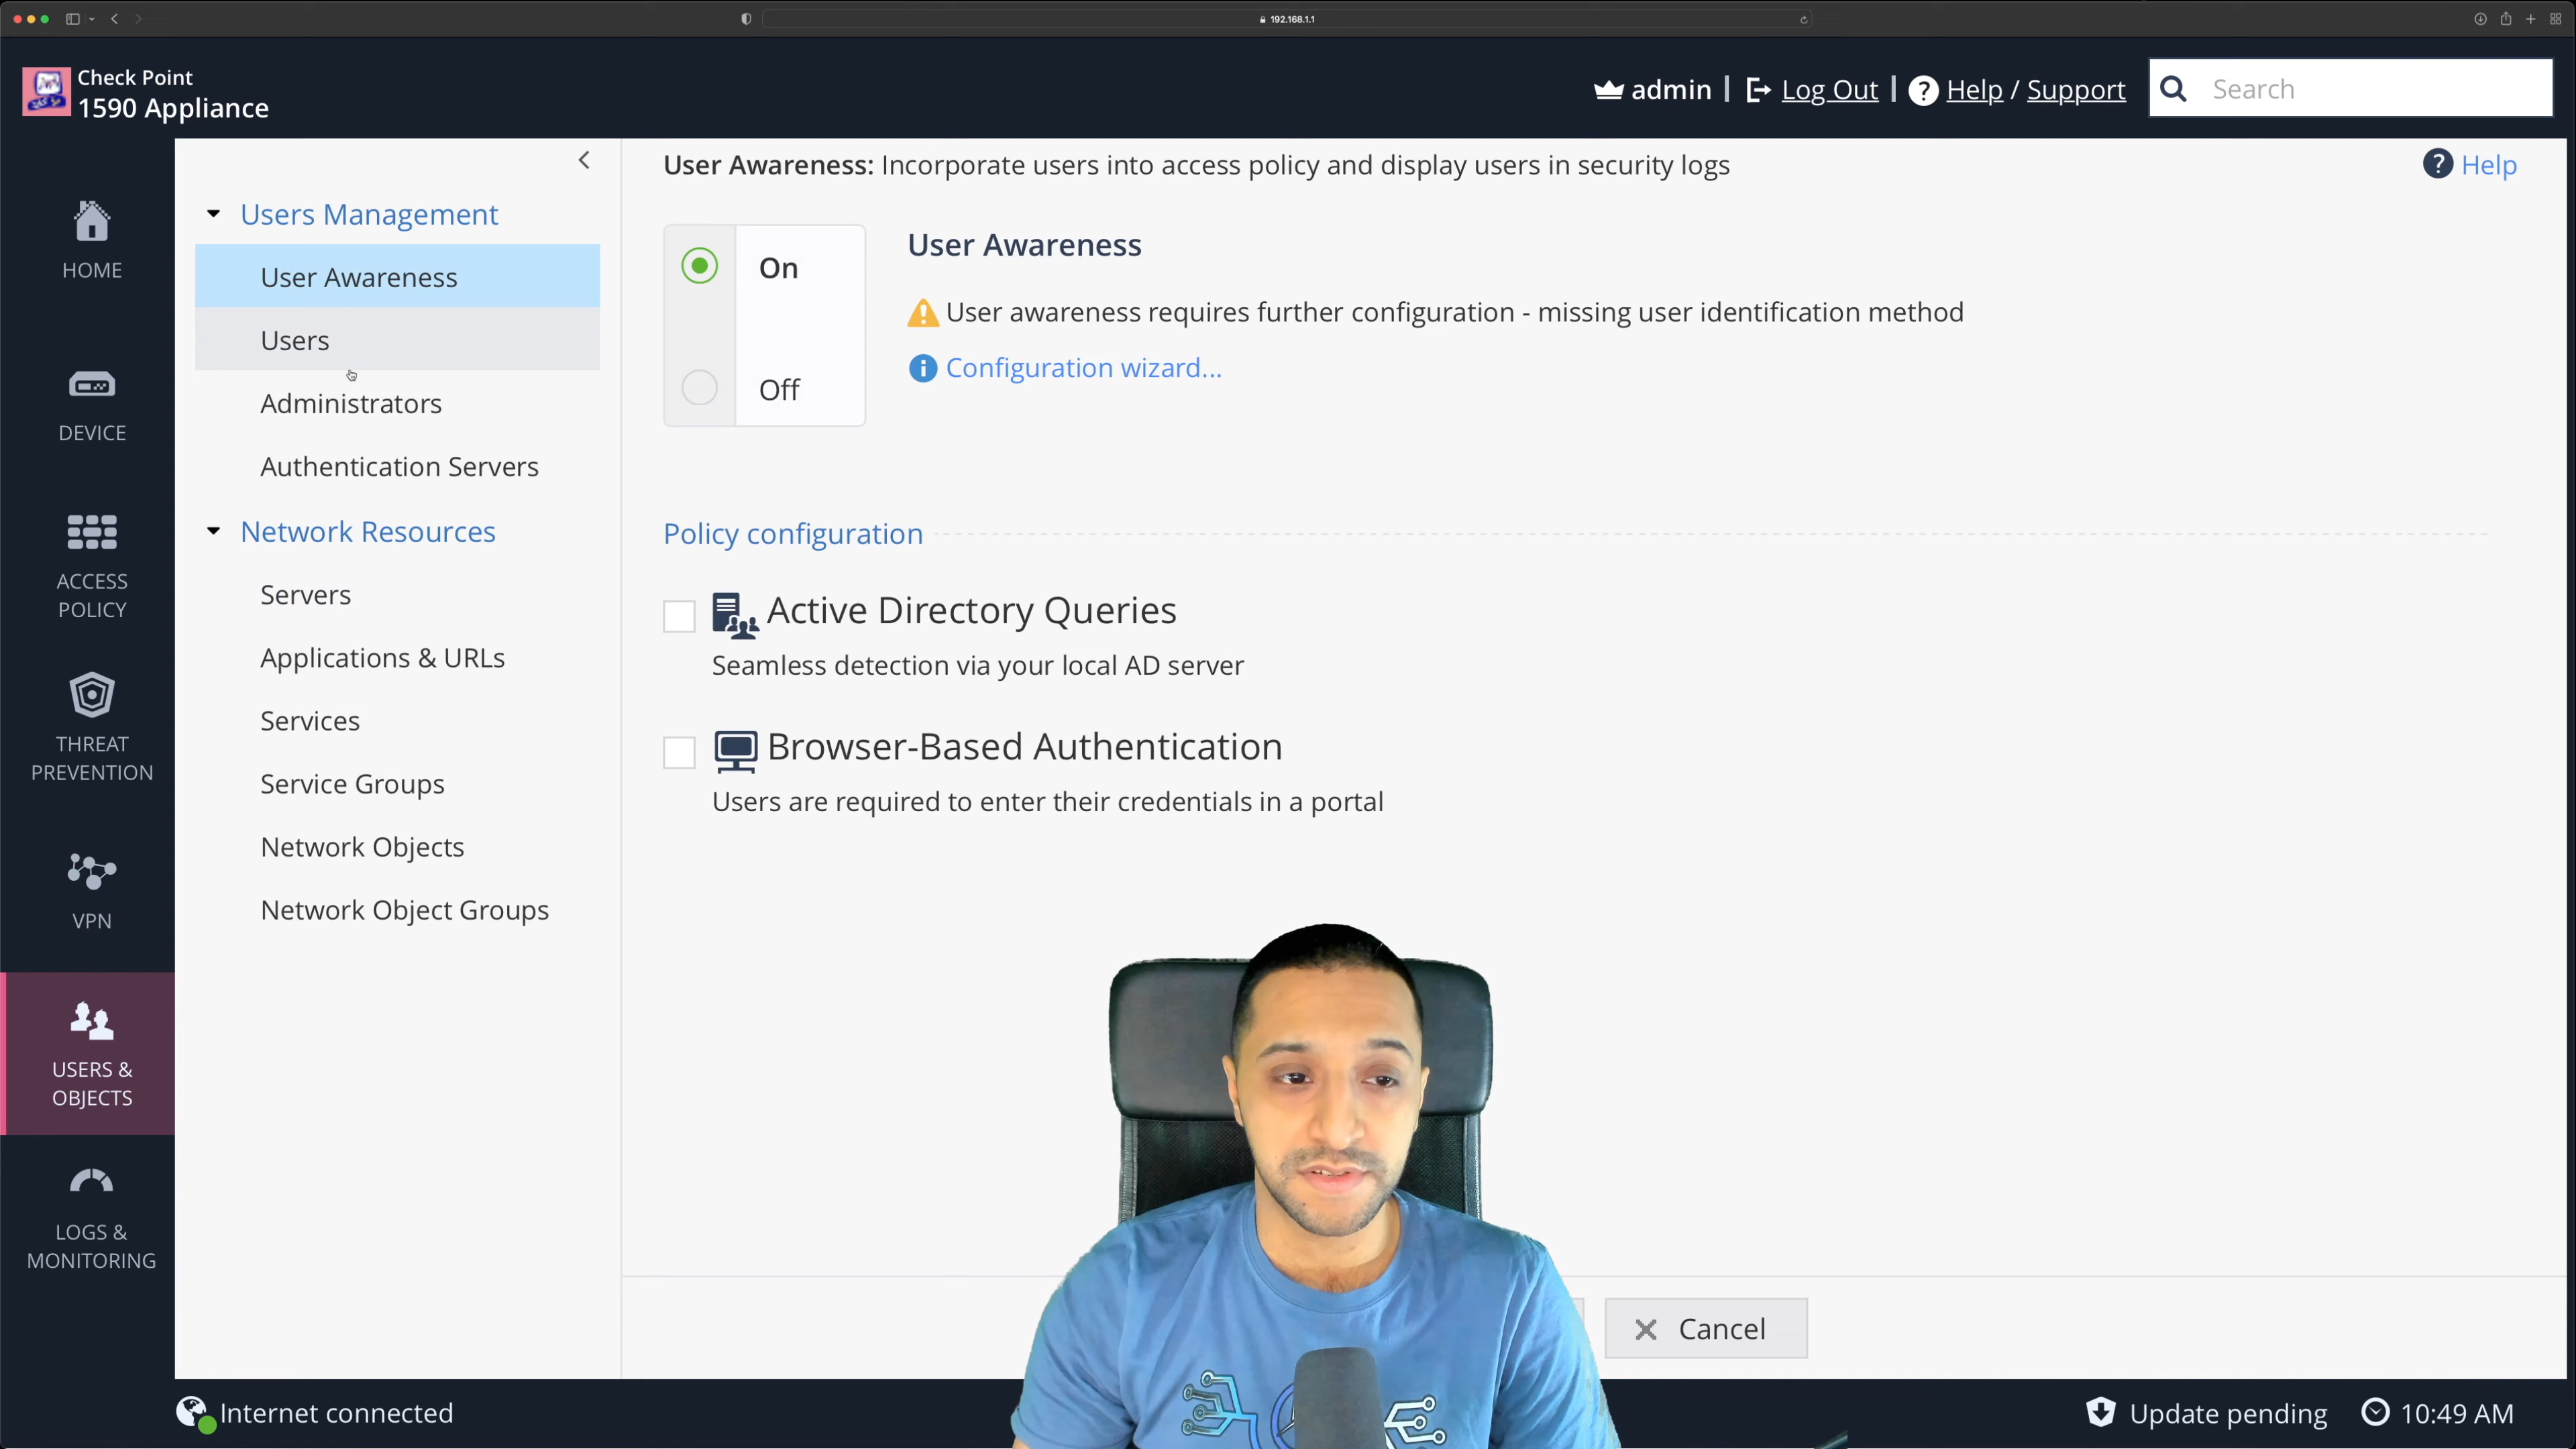 192.168.1.1
Check Point
1590 Appliance
admin | Log Out | Help / Support
Search
HOME
DEVICE
ACCESS
POLICY
THREAT
PREVENTION
VPN
USERS &
OBJECTS
LOGS &
MONITORING
Users Management
User Awareness
Users
Administrators
Authentication Servers
Network Resources
Servers
Applications & URLs
Services
Service Groups
Network Objects
Network Object Groups
User Awareness: Incorporate users into access policy and display users in security logs
Help
On
Off
User Awareness
User awareness requires further configuration - missing user identification method
Configuration wizard...
Policy configuration
Active Directory Queries
Seamless detection via your local AD server
Browser-Based Authentication
Users are required to enter their credentials in a portal
Cancel
Internet connected
Update pending
10:49 AM